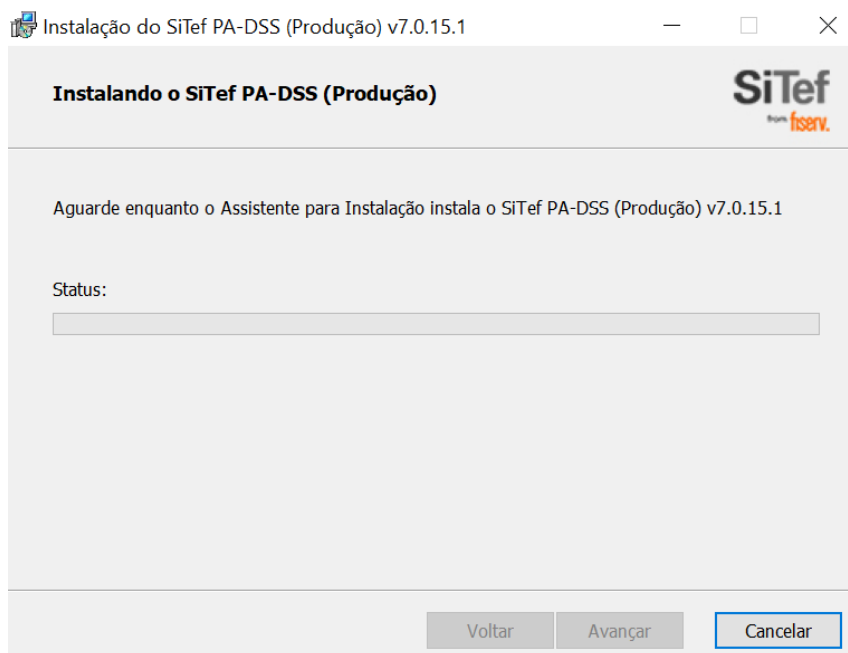 Instalação do SiTef PA-DSS (Produção) v7.0.15.1
Instalando o SiTef PA-DSS (Produção)
SiTef
from fiserv.
Aguarde enquanto o Assistente para Instalação instala o SiTef PA-DSS (Produção) v7.0.15.1
Status:
Voltar
Avançar
Cancelar